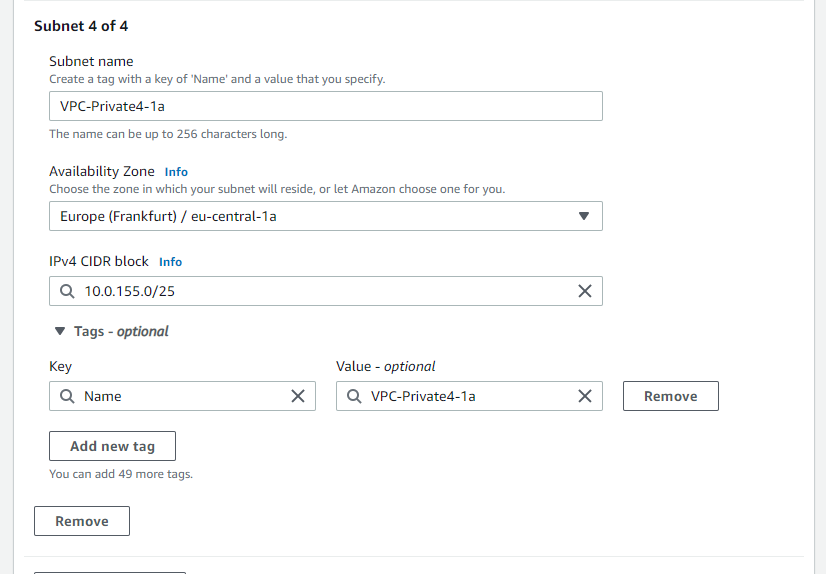 Subnet 4 of 4
Subnet name
Create a tag with a key of 'Name' and a value that you specify.
VPC-Private4-1a
The name can be up to 256 characters long.
Availability Zone Info
Choose the zone in which your subnet will reside, or let Amazon choose one for you.
Europe (Frankfurt) / eu-central-1a
IPv4 CIDR block Info
10.0.155.0/25
Tags - optional
Key Value - optional
Name VPC-Private4-1a Remove
Add new tag
You can add 49 more tags.
Remove